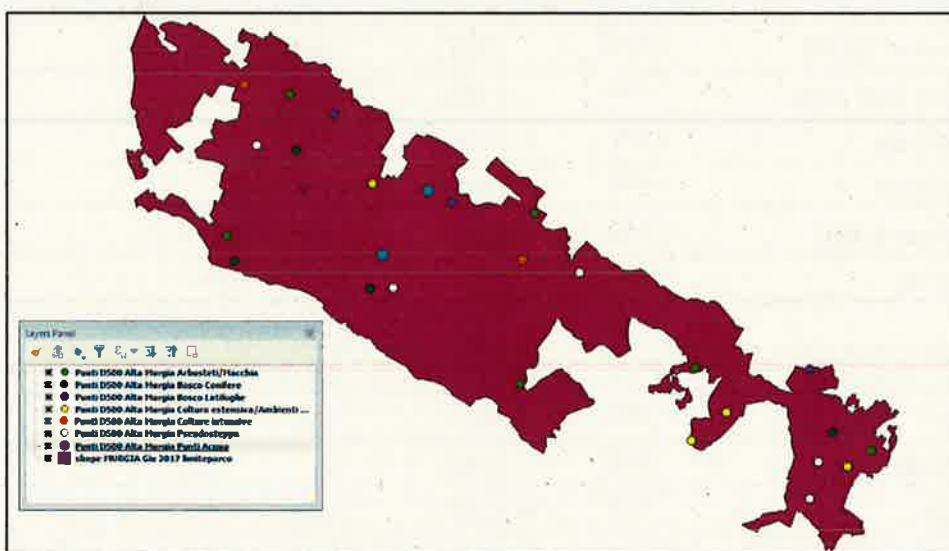 Layers Panel
Punti D500 Alta Murgia Arbusteti/Macchia
Punti D500 Alta Murgia Bosco Conifere
Punti D500 Alta Murgia Bosco Latifoglie
Punti D500 Alta Murgia Colture estensive/Ambienti ...
Punti D500 Alta Murgia Colture intensive
Punti D500 Alta Murgia Pseudosteppa
Punti D500 Alta Murgia Punti Acqua
shape MURGIA Giu 2017 limiteparco